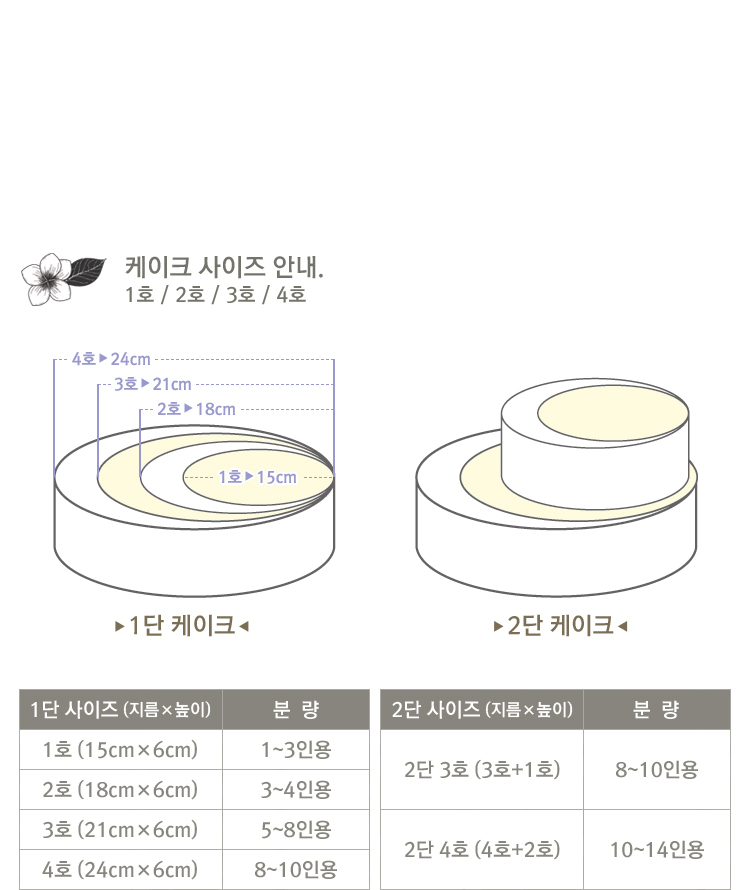 케이크 사이즈 안내.
1호 / 2호 / 3호 / 4호
4호▶24cm
3호▶21cm
2호▶18cm
1호▶15cm
▶1단 케이크◀
▶2단 케이크◀
1단 사이즈 (지름×높이) 분 량
1호 (15cm×6cm) 1~3인용
2호 (18cm×6cm) 3~4인용
3호 (21cm×6cm) 5~8인용
4호 (24cm×6cm) 8~10인용
2단 사이즈 (지름×높이) 분 량
2단 3호 (3호+1호) 8~10인용
2단 4호 (4호+2호) 10~14인용